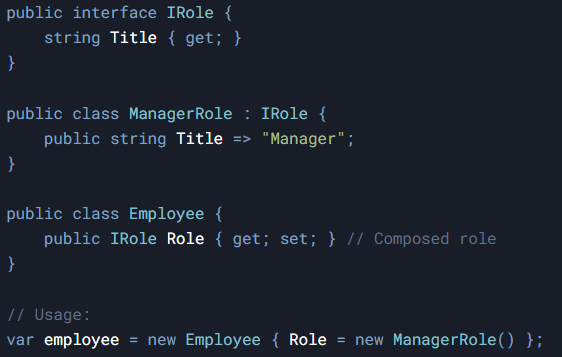 public interface IRole {
    string Title { get; }
}

public class ManagerRole : IRole {
    public string Title => "Manager";
}

public class Employee {
    public IRole Role { get; set; } // Composed role
}

// Usage:
var employee = new Employee { Role = new ManagerRole() };